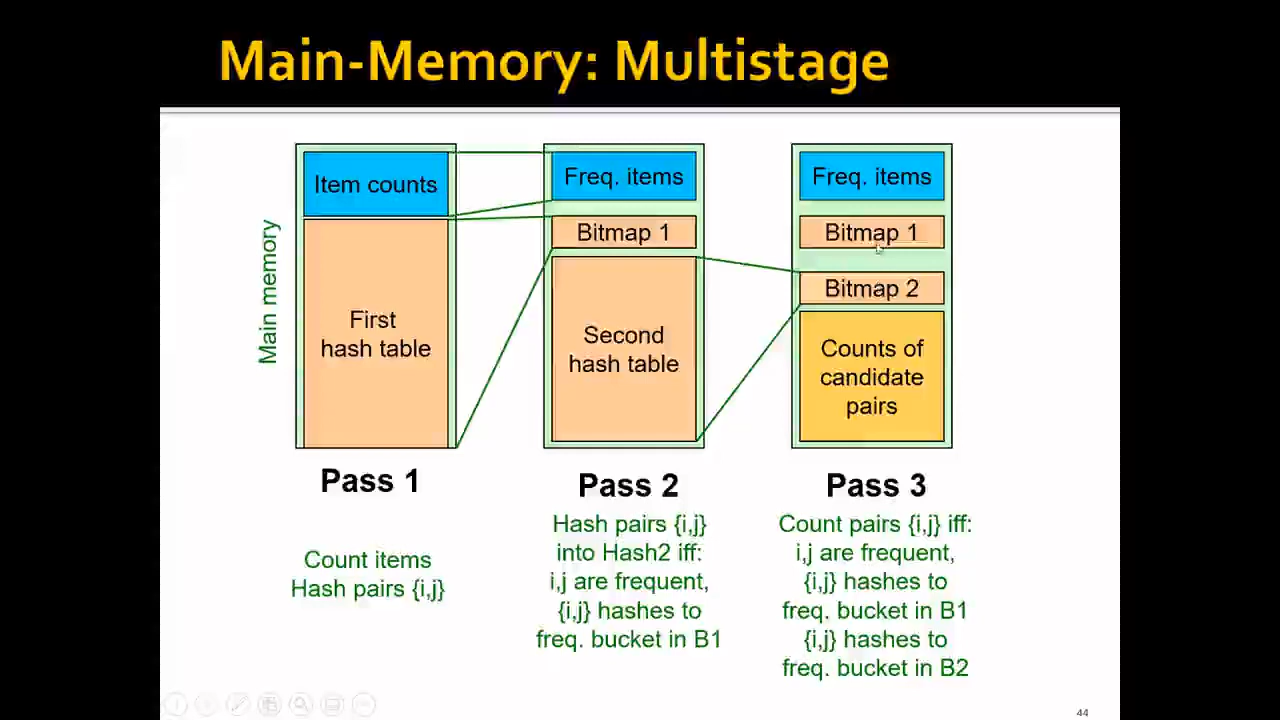 Main-Memory: Multistage
Main memory
Item counts
First
hash table
Pass 1
Count items
Hash pairs {i,j}
Freq. items
Bitmap 1
Second
hash table
Pass 2
Hash pairs {i,j}
into Hash2 iff:
i,j are frequent,
{i,j} hashes to
freq. bucket in B1
Freq. items
Bitmap 1
Bitmap 2
Counts of
candidate
pairs
Pass 3
Count pairs {i,j} iff:
i,j are frequent,
{i,j} hashes to
freq. bucket in B1
{i,j} hashes to
freq. bucket in B2
44